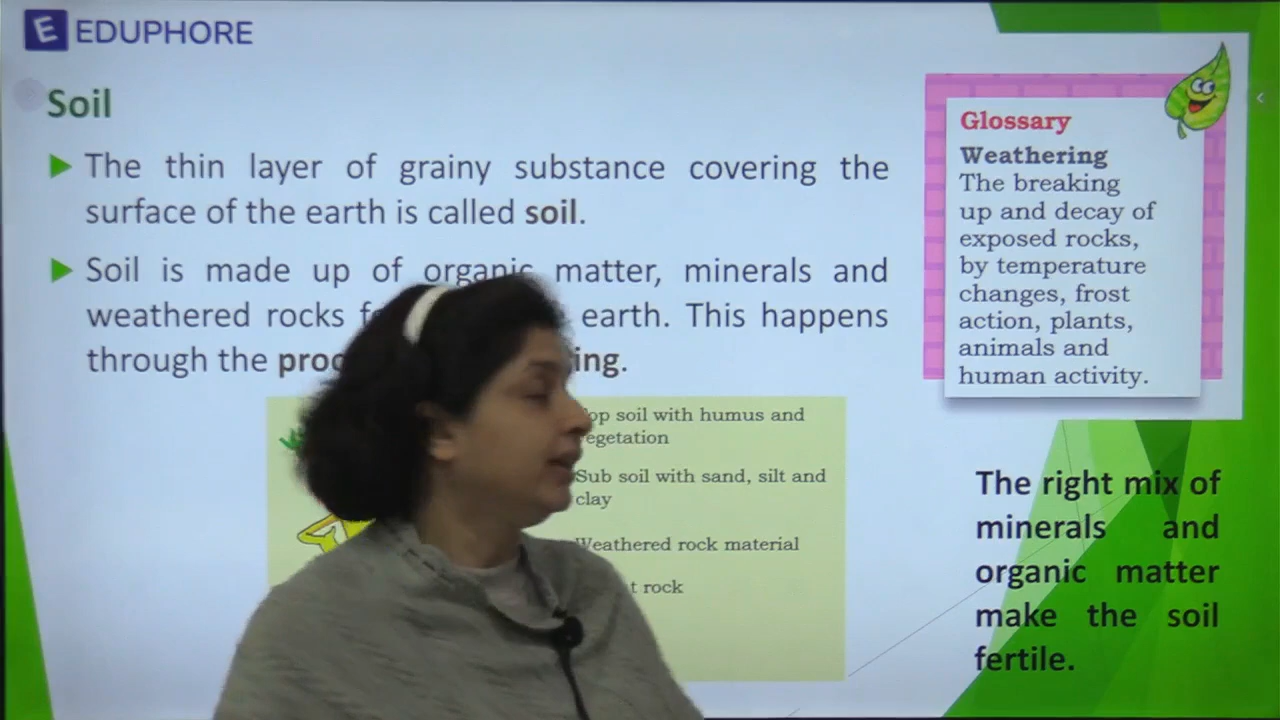 E EDUPHORE
Soil
The thin layer of grainy substance covering the
surface of the earth is called soil.
Soil is made up of organic matter, minerals and
weathered rocks earth. This happens
through the
Glossary
Weathering
The breaking
up and decay of
exposed rocks,
by temperature
changes, frost
action, plants,
animals and
human activity.
soil with humus and
Sub soil with sand, silt and
clay
Weathered rock material
rock
The right mix of
minerals and
organic matter
make the soil
fertile.